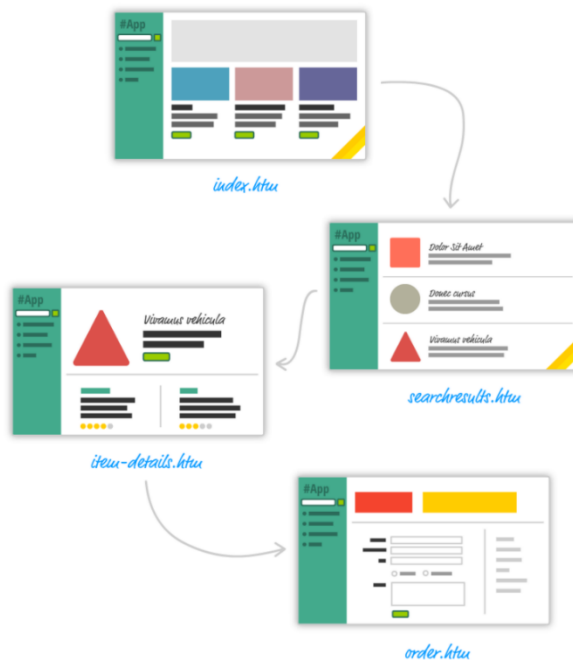 #App
index.htm
#App
Dolor Sit Amet
Donec cursus
Vivamus vehicula
searchresults.htm
#App
Vivamus vehicula
item-details.htm
#App
order.htm